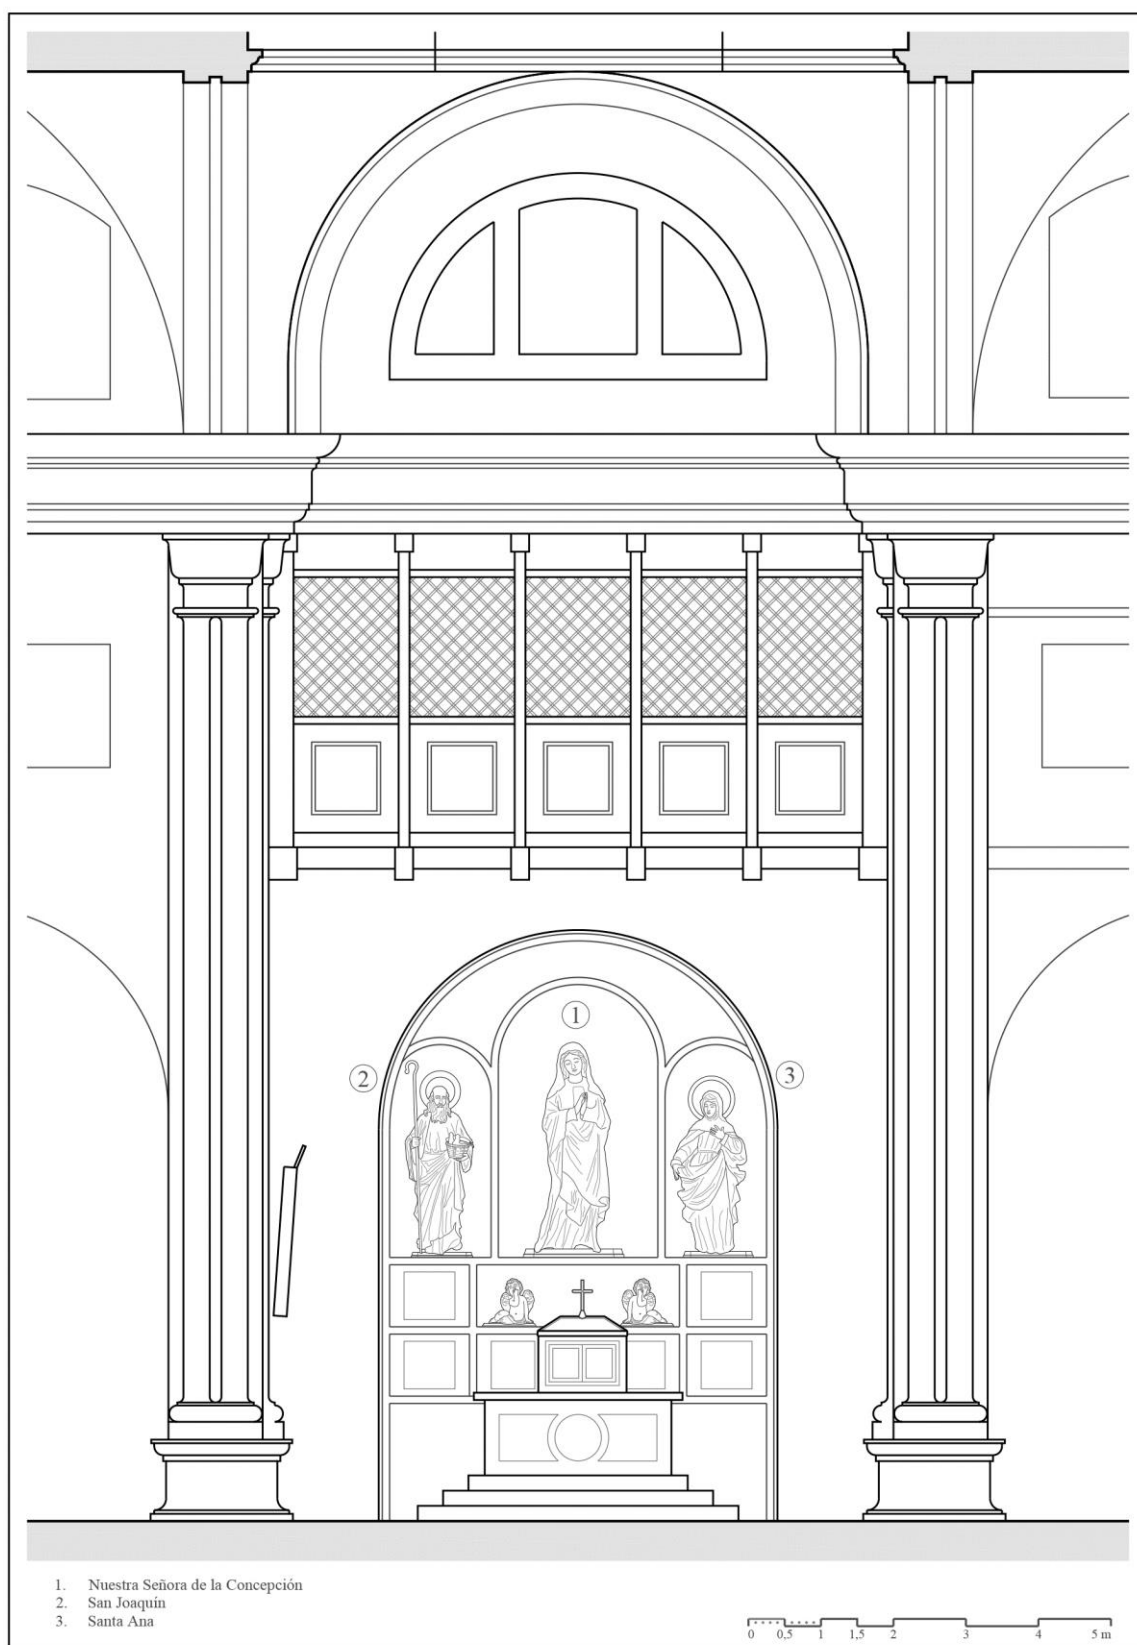 1
2
3
1. Nuestra Señora de la Concepción
2. San Joaquín
3. Santa Ana
0 0,5 1 1,5 2 3 4 5 m